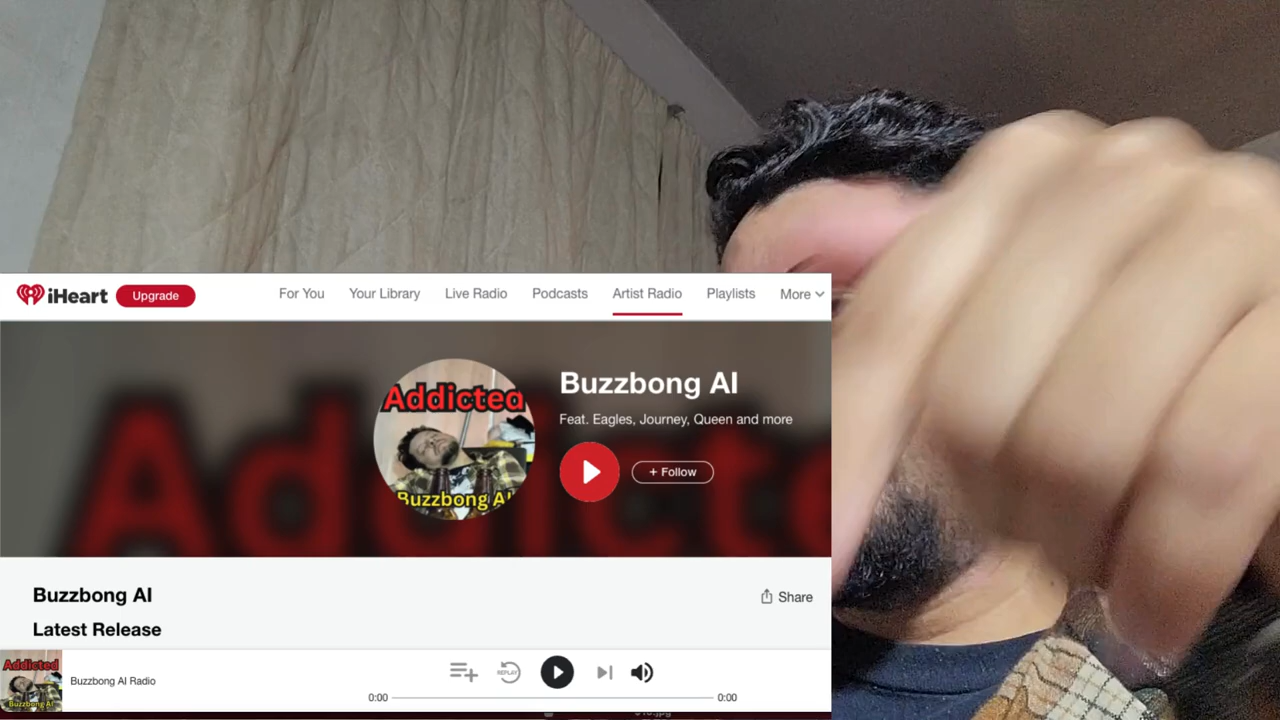 iHeart Upgrade For You Your Library Live Radio Podcasts Artist Radio Playlists More
Addicted
Buzzbong AI
Addicted
Buzzbong AI
Feat. Eagles, Journey, Queen and more
+ Follow
Buzzbong AI
Share
Latest Release
Addicted
Buzzbong AI
Buzzbong AI Radio
REPLAY
0:00 0:00